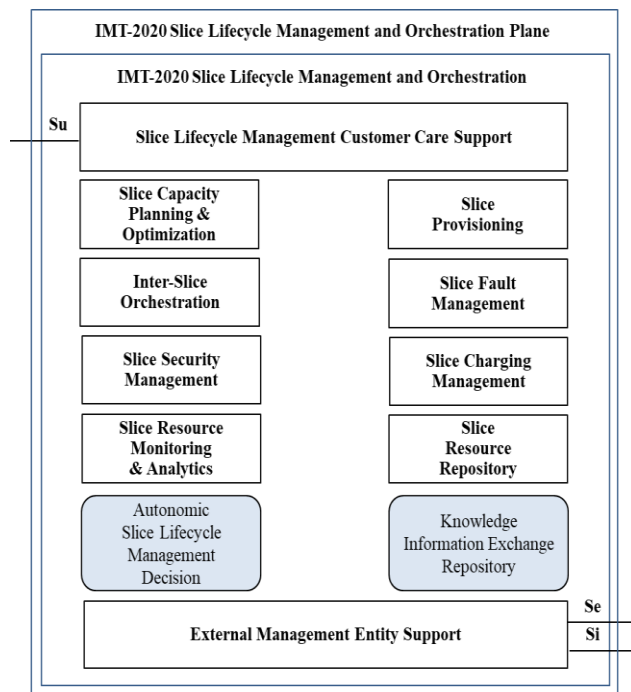 IMT-2020 Slice Lifecycle Management and Orchestration Plane
IMT-2020 Slice Lifecycle Management and Orchestration
Su
Slice Lifecycle Management Customer Care Support
Slice Capacity
Planning &
Optimization
Slice
Provisioning
Inter-Slice
Orchestration
Slice Fault
Management
Slice Security
Management
Slice Charging
Management
Slice Resource
Monitoring
& Analytics
Slice
Resource
Repository
Autonomic
Slice Lifecycle
Management
Decision
Knowledge
Information Exchange
Repository
External Management Entity Support
Se
Si